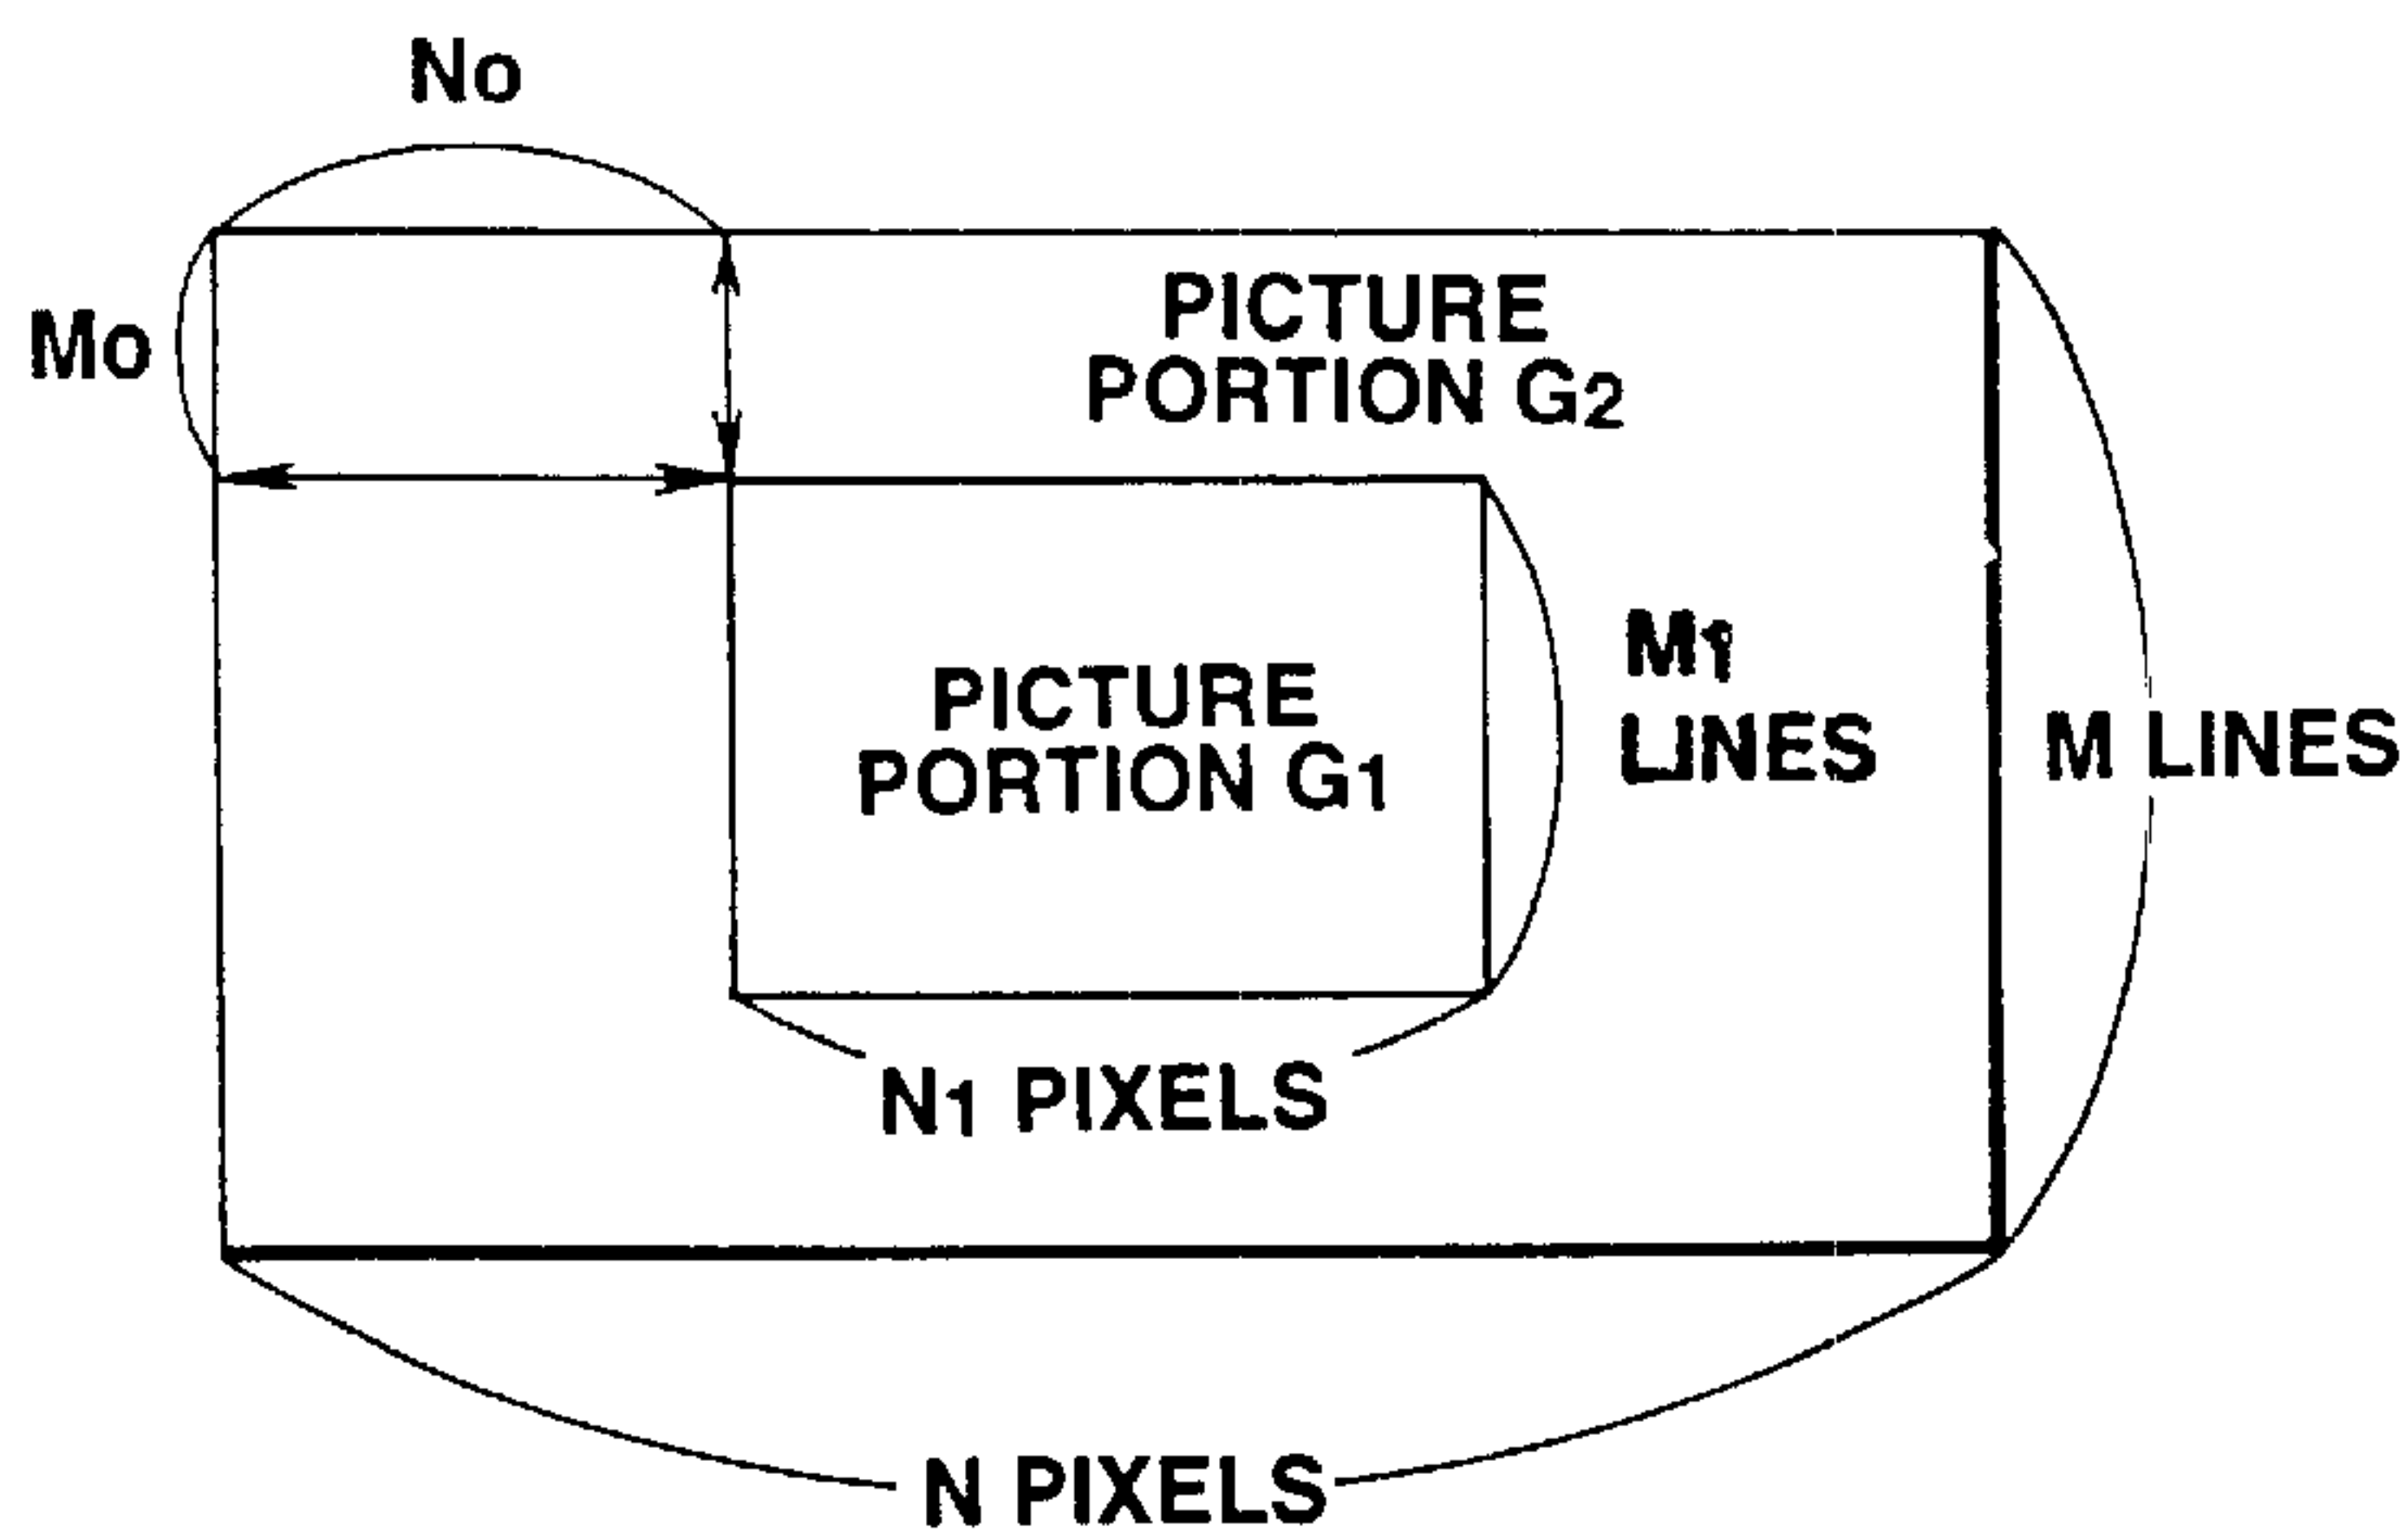 No
Mo
PICTURE
PORTION G2
M1
LINES
M LINES
PICTURE
PORTION G1
N1 PIXELS
N PIXELS